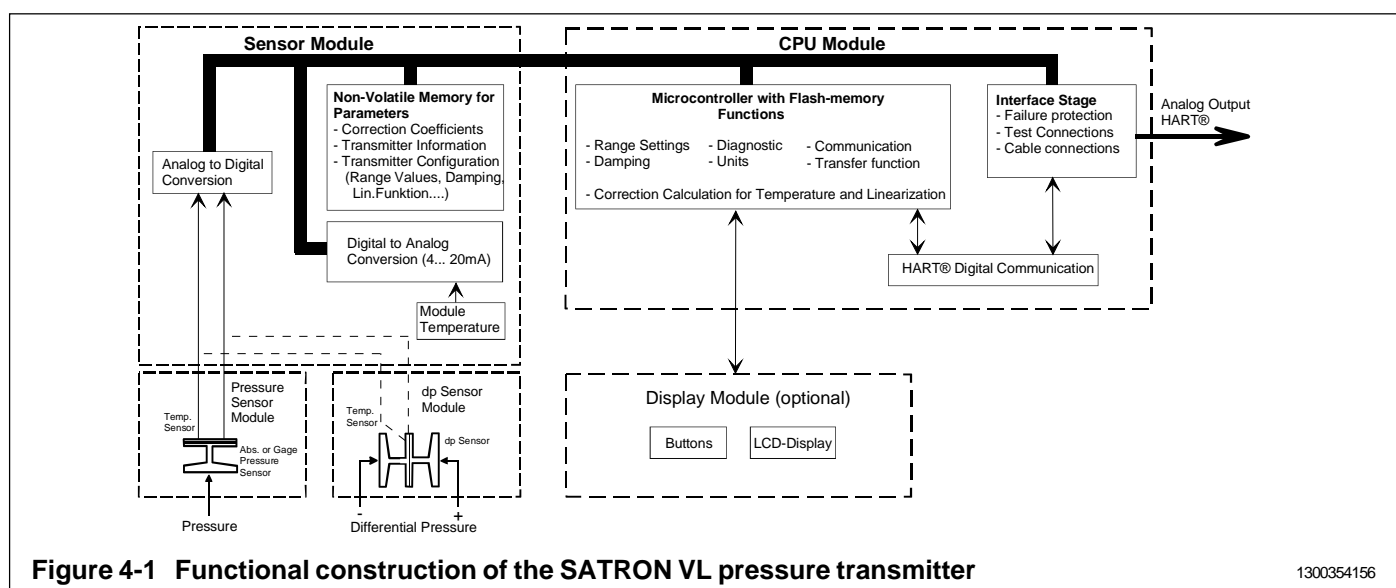 Sensor Module
CPU Module
Non-Volatile Memory for
Parameters
- Correction Coefficients
- Transmitter Information
- Transmitter Configuration
(Range Values, Damping,
Lin.Funktion....)
Analog to Digital
Conversion
Digital to Analog
Conversion (4... 20mA)
Module
Temperature
Microcontroller with Flash-memory
Functions
- Range Settings
- Damping
- Diagnostic
- Units
- Communication
- Transfer function
- Correction Calculation for Temperature and Linearization
Interface Stage
- Failure protection
- Test Connections
- Cable connections
Analog Output
HART®
HART® Digital Communication
Pressure
Sensor
Module
Temp.
Sensor
Abs. or Gage
Pressure
Sensor
Pressure
dp Sensor
Module
Temp.
Sensor
dp Sensor
-
+
Differential Pressure
Display Module (optional)
Buttons
LCD-Display
Figure 4-1 Functional construction of the SATRON VL pressure transmitter
1300354156